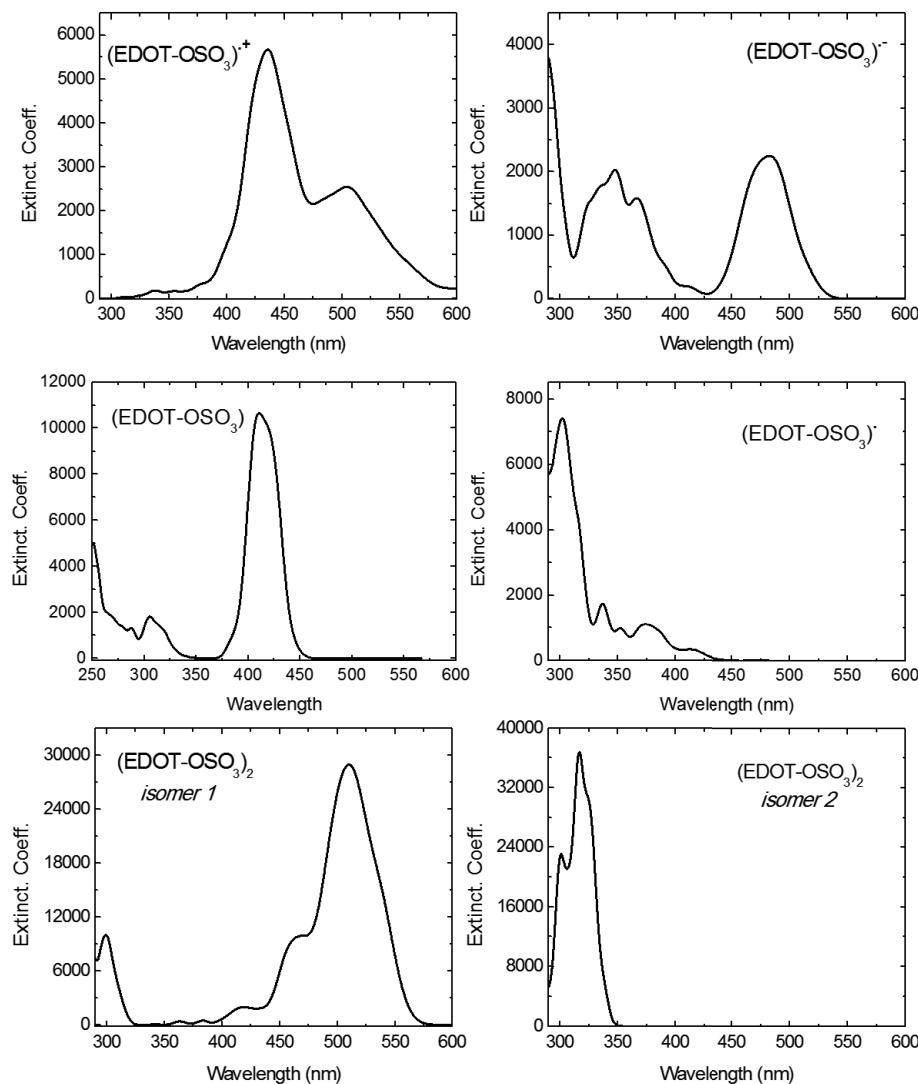 (EDOT-OSO₃)·⁺
Extinct. Coeff.
6000
5000
4000
3000
2000
1000
0
300 350 400 450 500 550 600
Wavelength (nm)
(EDOT-OSO₃)·⁻
Extinct. Coeff.
4000
3000
2000
1000
0
300 350 400 450 500 550 600
Wavelength (nm)
(EDOT-OSO₃)
Extinct. Coeff.
12000
10000
8000
6000
4000
2000
0
250 300 350 400 450 500 550 600
Wavelength
(EDOT-OSO₃)·
Extinct. Coeff.
8000
6000
4000
2000
0
300 350 400 450 500 550 600
Wavelength (nm)
(EDOT-OSO₃)₂
isomer 1
Extinct. Coeff.
30000
24000
18000
12000
6000
0
300 350 400 450 500 550 600
Wavelength (nm)
(EDOT-OSO₃)₂
isomer 2
Extinct. Coeff.
40000
32000
24000
16000
8000
0
300 350 400 450 500 550 600
Wavelength (nm)